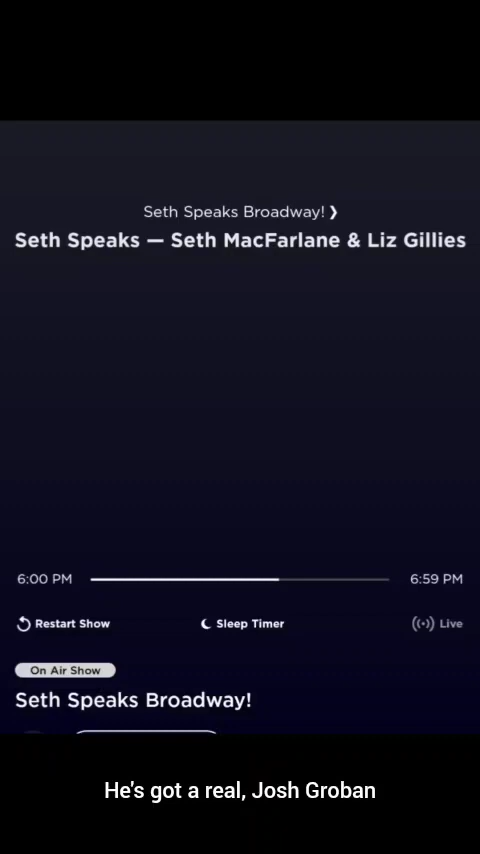 Seth Speaks Broadway! ❯
Seth Speaks — Seth MacFarlane & Liz Gillies
6:00 PM 6:59 PM
Restart Show Sleep Timer Live
On Air Show
Seth Speaks Broadway!
He's got a real, Josh Groban